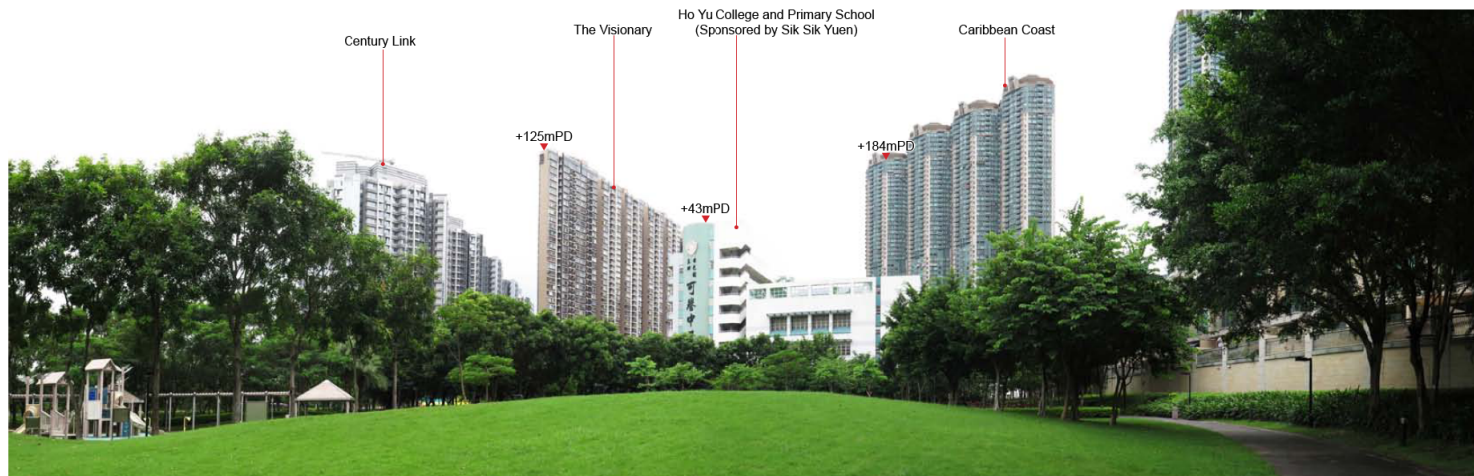 Century Link
The Visionary
Ho Yu College and Primary School
(Sponsored by Sik Sik Yuen)
Caribbean Coast
+125mPD
+184mPD
+43mPD
可譽中